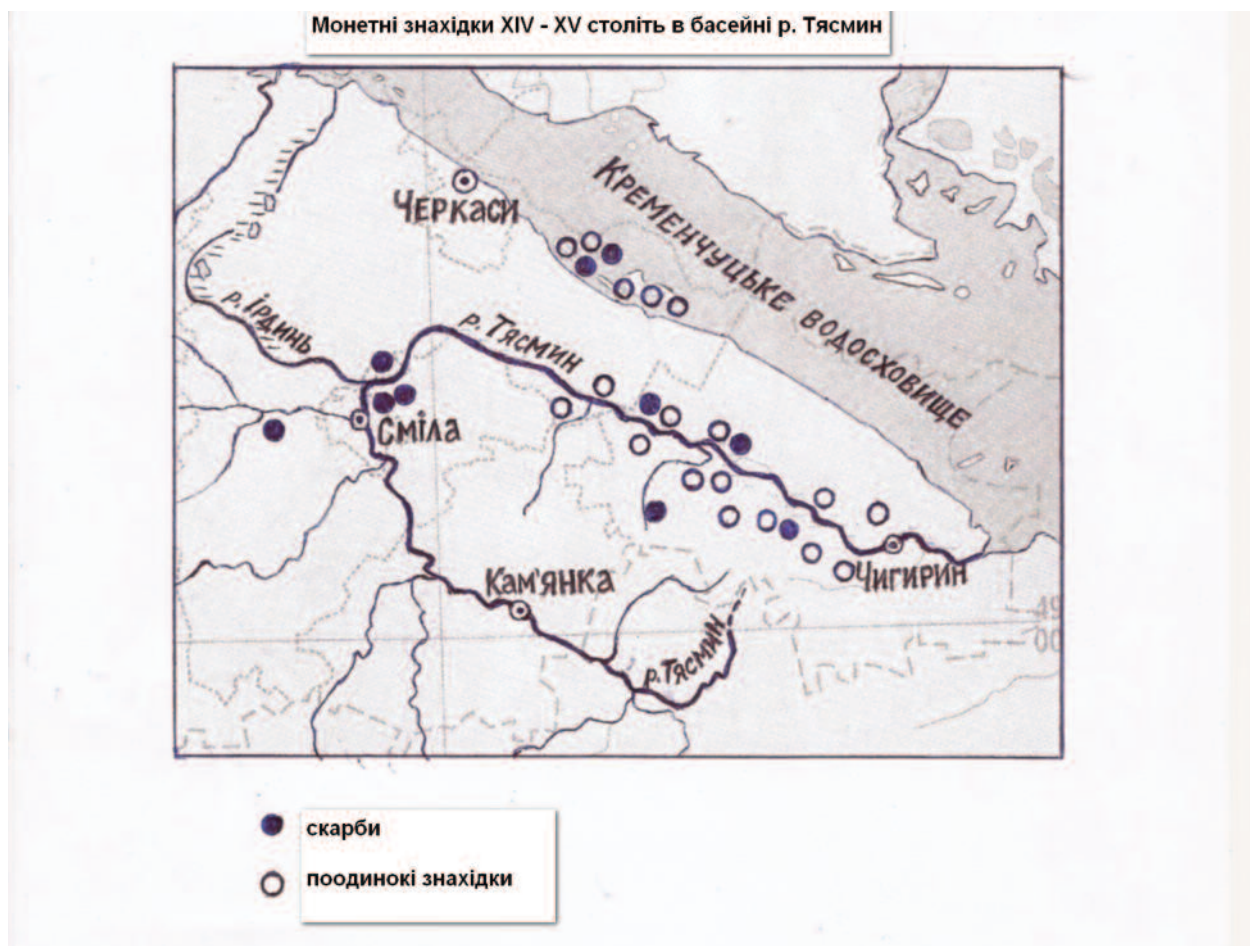 Монетні знахідки XIV - XV століть в басейні р. Тясмин
Черкаси
Кременчуцьке водосховище
р. Ірдинь
р. Тясмин
Сміла
Кам'янка
Чигирин
р. Тясмин
49
00
скарби
поодинокі знахідки